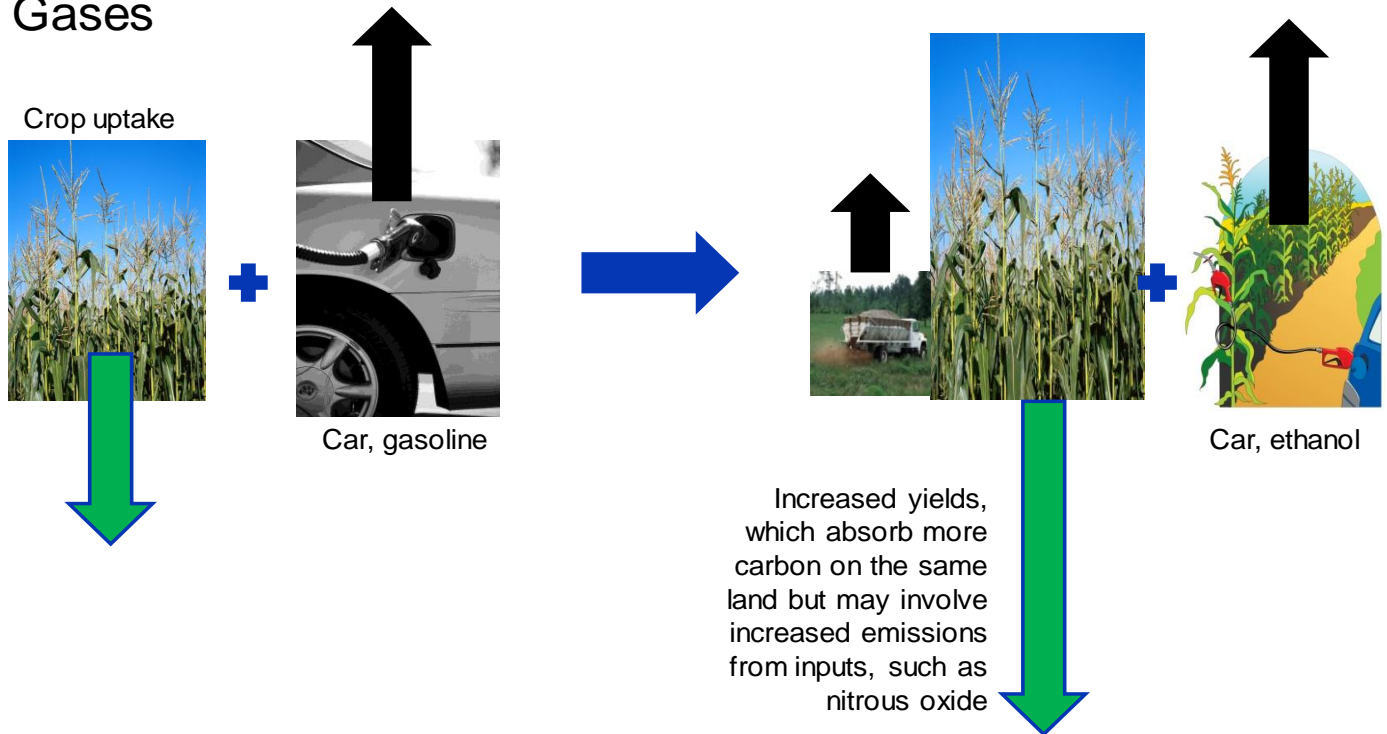 Gases
Crop uptake
Car, gasoline
Car, ethanol
Increased yields,
which absorb more
carbon on the same
land but may involve
increased emissions
from inputs, such as
nitrous oxide